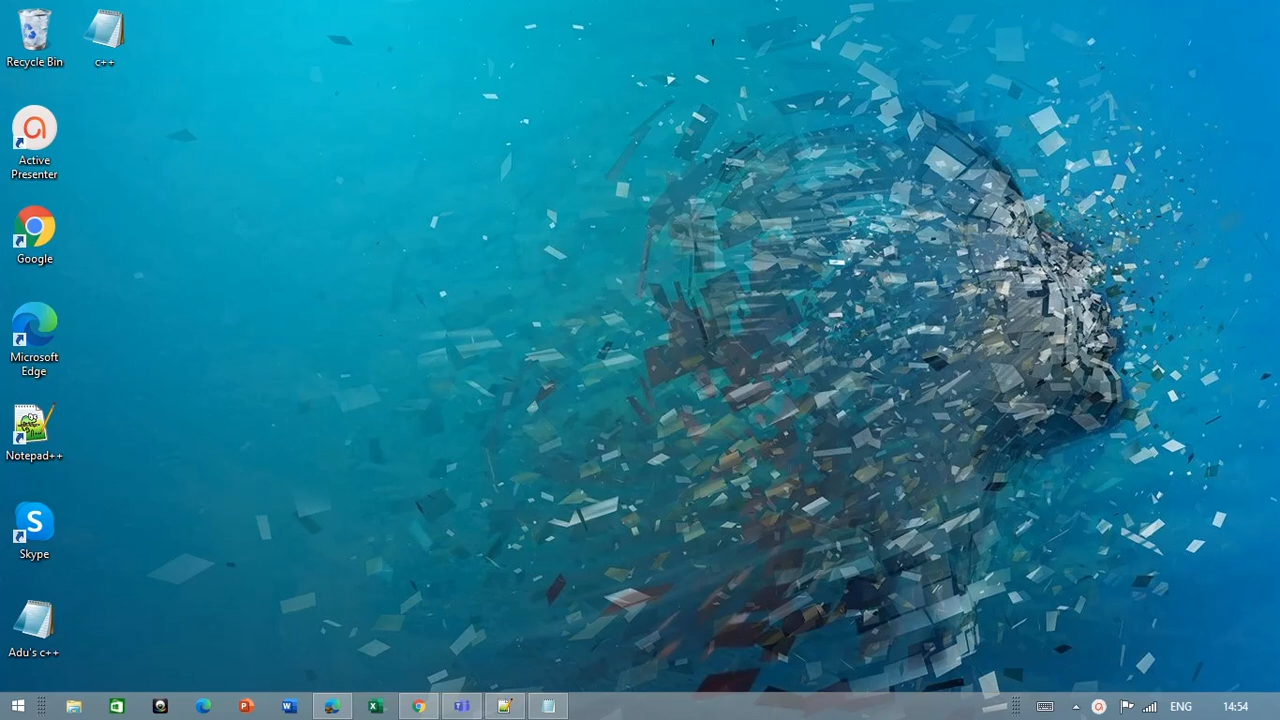 Recycle Bin
c++
Active
Presenter
Google
Microsoft
Edge
Notepad++
S
Skype
Adu's c++
ENG
14:54